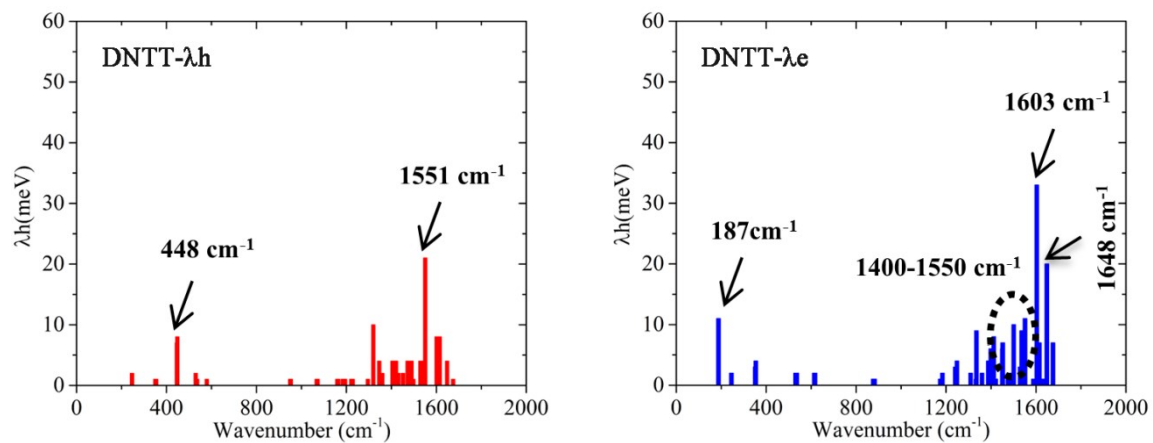 DNTT-λh
λh(meV)
60
50
40
30
20
10
0
448 cm⁻¹
1551 cm⁻¹
0 400 800 1200 1600 2000
Wavenumber (cm⁻¹)
DNTT-λe
λh(meV)
60
50
40
30
20
10
0
187cm⁻¹
1400-1550 cm⁻¹
1603 cm⁻¹
1648 cm⁻¹
0 400 800 1200 1600 2000
Wavenumber (cm⁻¹)